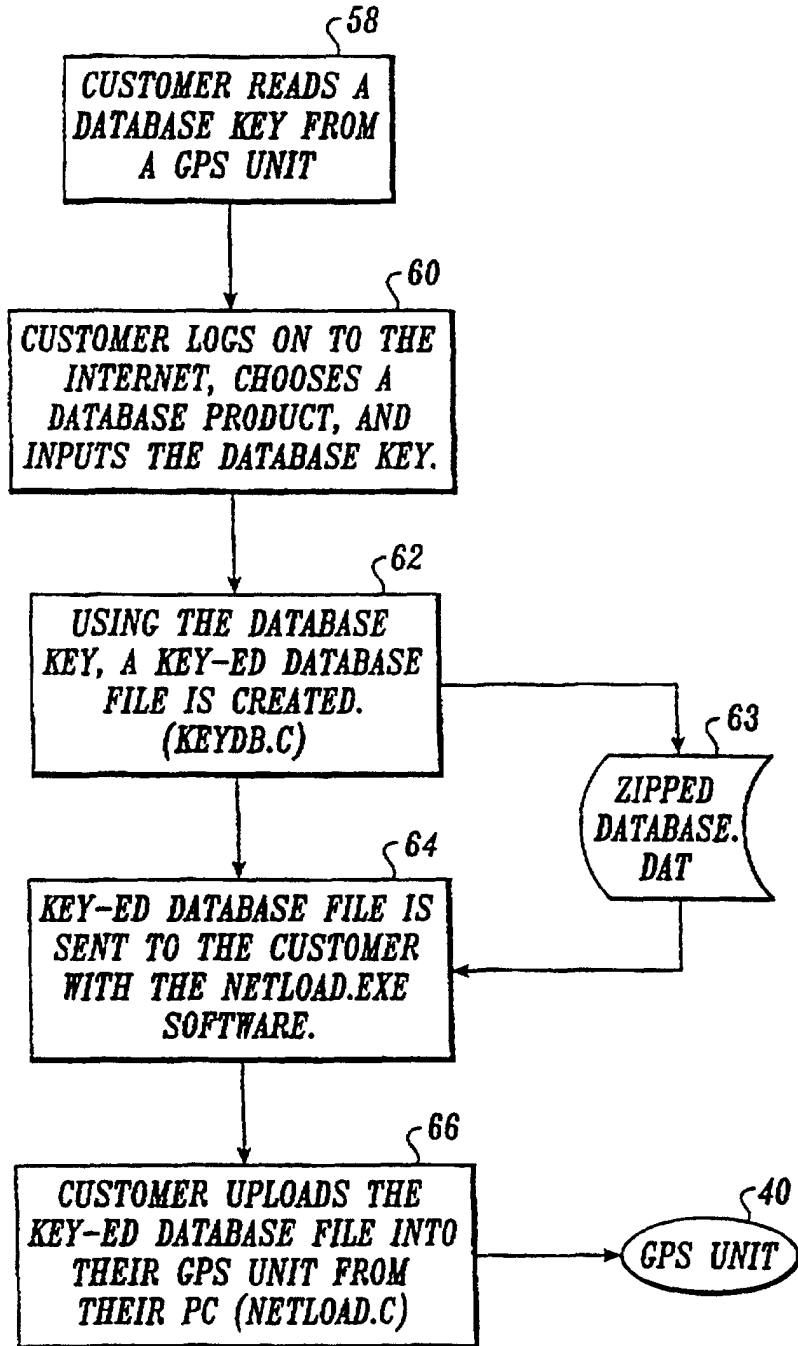 58
CUSTOMER READS A
DATABASE KEY FROM
A GPS UNIT
60
CUSTOMER LOGS ON TO THE
INTERNET, CHOOSES A
DATABASE PRODUCT, AND
INPUTS THE DATABASE KEY.
62
USING THE DATABASE
KEY, A KEY-ED DATABASE
FILE IS CREATED.
(KEYDB.C)
63
ZIPPED
DATABASE.
DAT
64
KEY-ED DATABASE FILE IS
SENT TO THE CUSTOMER
WITH THE NETLOAD.EXE
SOFTWARE.
66
CUSTOMER UPLOADS THE
KEY-ED DATABASE FILE INTO
THEIR GPS UNIT FROM
THEIR PC (NETLOAD.C)
40
GPS UNIT